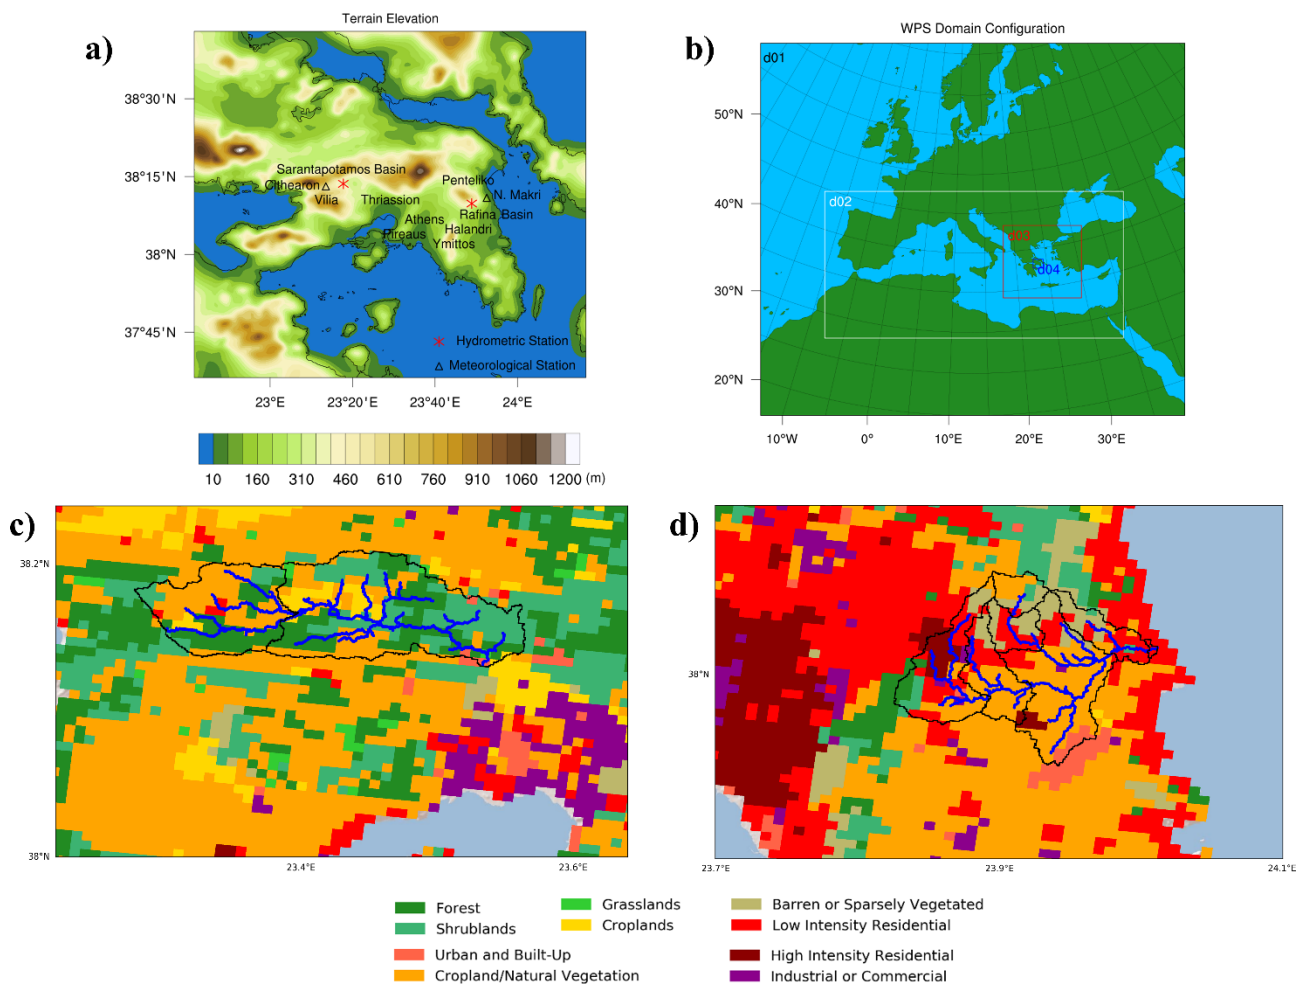 a)
Terrain Elevation
38°30'N
38°15'N
38°N
37°45'N
Sarantapotamos Basin
Cithearon
Vilia
Thriassion
Penteliko
N. Makri
Rafina Basin
Athens
Halandri
Pireaus
Ymittos
Hydrometric Station
Meteorological Station
23°E
23°20'E
23°40'E
24°E
10
160
310
460
610
760
910
1060
1200
(m)
b)
WPS Domain Configuration
d01
d02
d03
d04
50°N
40°N
30°N
20°N
10°W
0°
10°E
20°E
30°E
c)
38.2°N
38°N
23.4°E
23.6°E
d)
38°N
23.7°E
23.9°E
24.1°E
Forest
Shrublands
Urban and Built-Up
Cropland/Natural Vegetation
Grasslands
Croplands
Barren or Sparsely Vegetated
Low Intensity Residential
High Intensity Residential
Industrial or Commercial